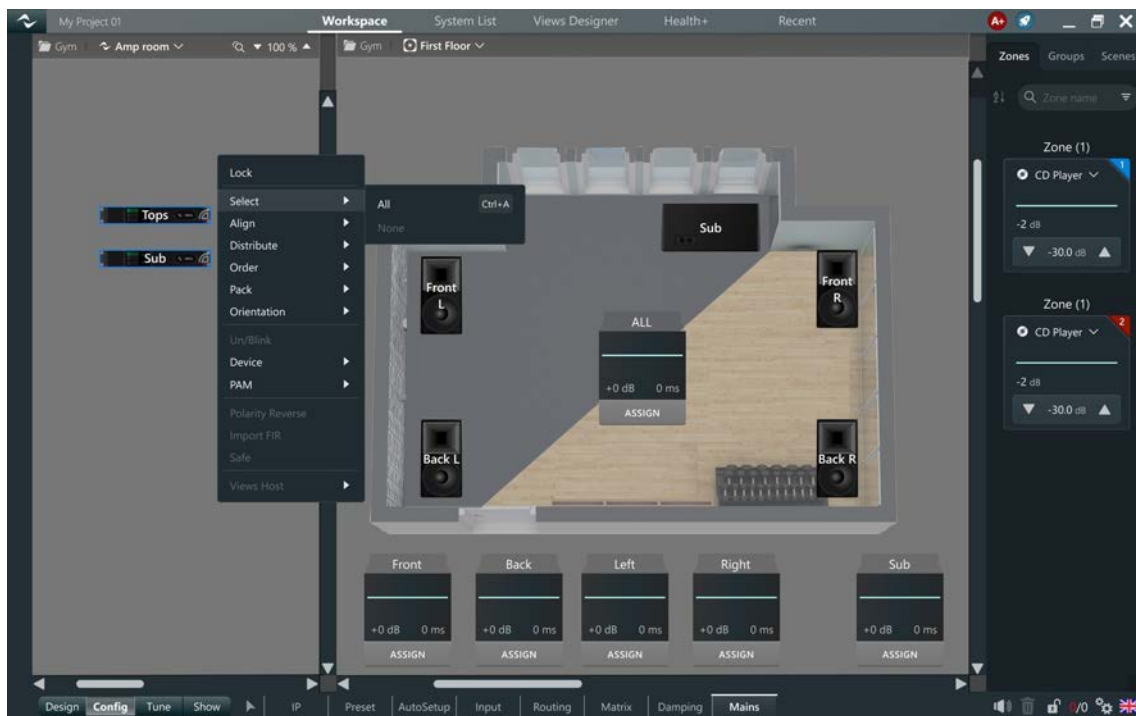 My Project 01
Workspace
System List
Views Designer
Health+
Recent
A+
Gym
Amp room
100 %
Gym
First Floor
Zones
Groups
Scenes
Zone name
Tops
Sub
Lock
Select
Align
Distribute
Order
Pack
Orientation
Un/Blink
Device
PAM
Polarity Reverse
Import FIR
Safe
Views Host
All Ctrl+A
None
Sub
Front
L
Front
R
Back L
Back R
ALL
+0 dB 0 ms
ASSIGN
Front
+0 dB 0 ms
ASSIGN
Back
+0 dB 0 ms
ASSIGN
Left
+0 dB 0 ms
ASSIGN
Right
+0 dB 0 ms
ASSIGN
Sub
+0 dB 0 ms
ASSIGN
Zone (1)
1
CD Player
-2 dB
-30.0 dB
Zone (1)
2
CD Player
-2 dB
-30.0 dB
Design
Config
Tune
Show
IP
Preset
AutoSetup
Input
Routing
Matrix
Damping
Mains
0/0